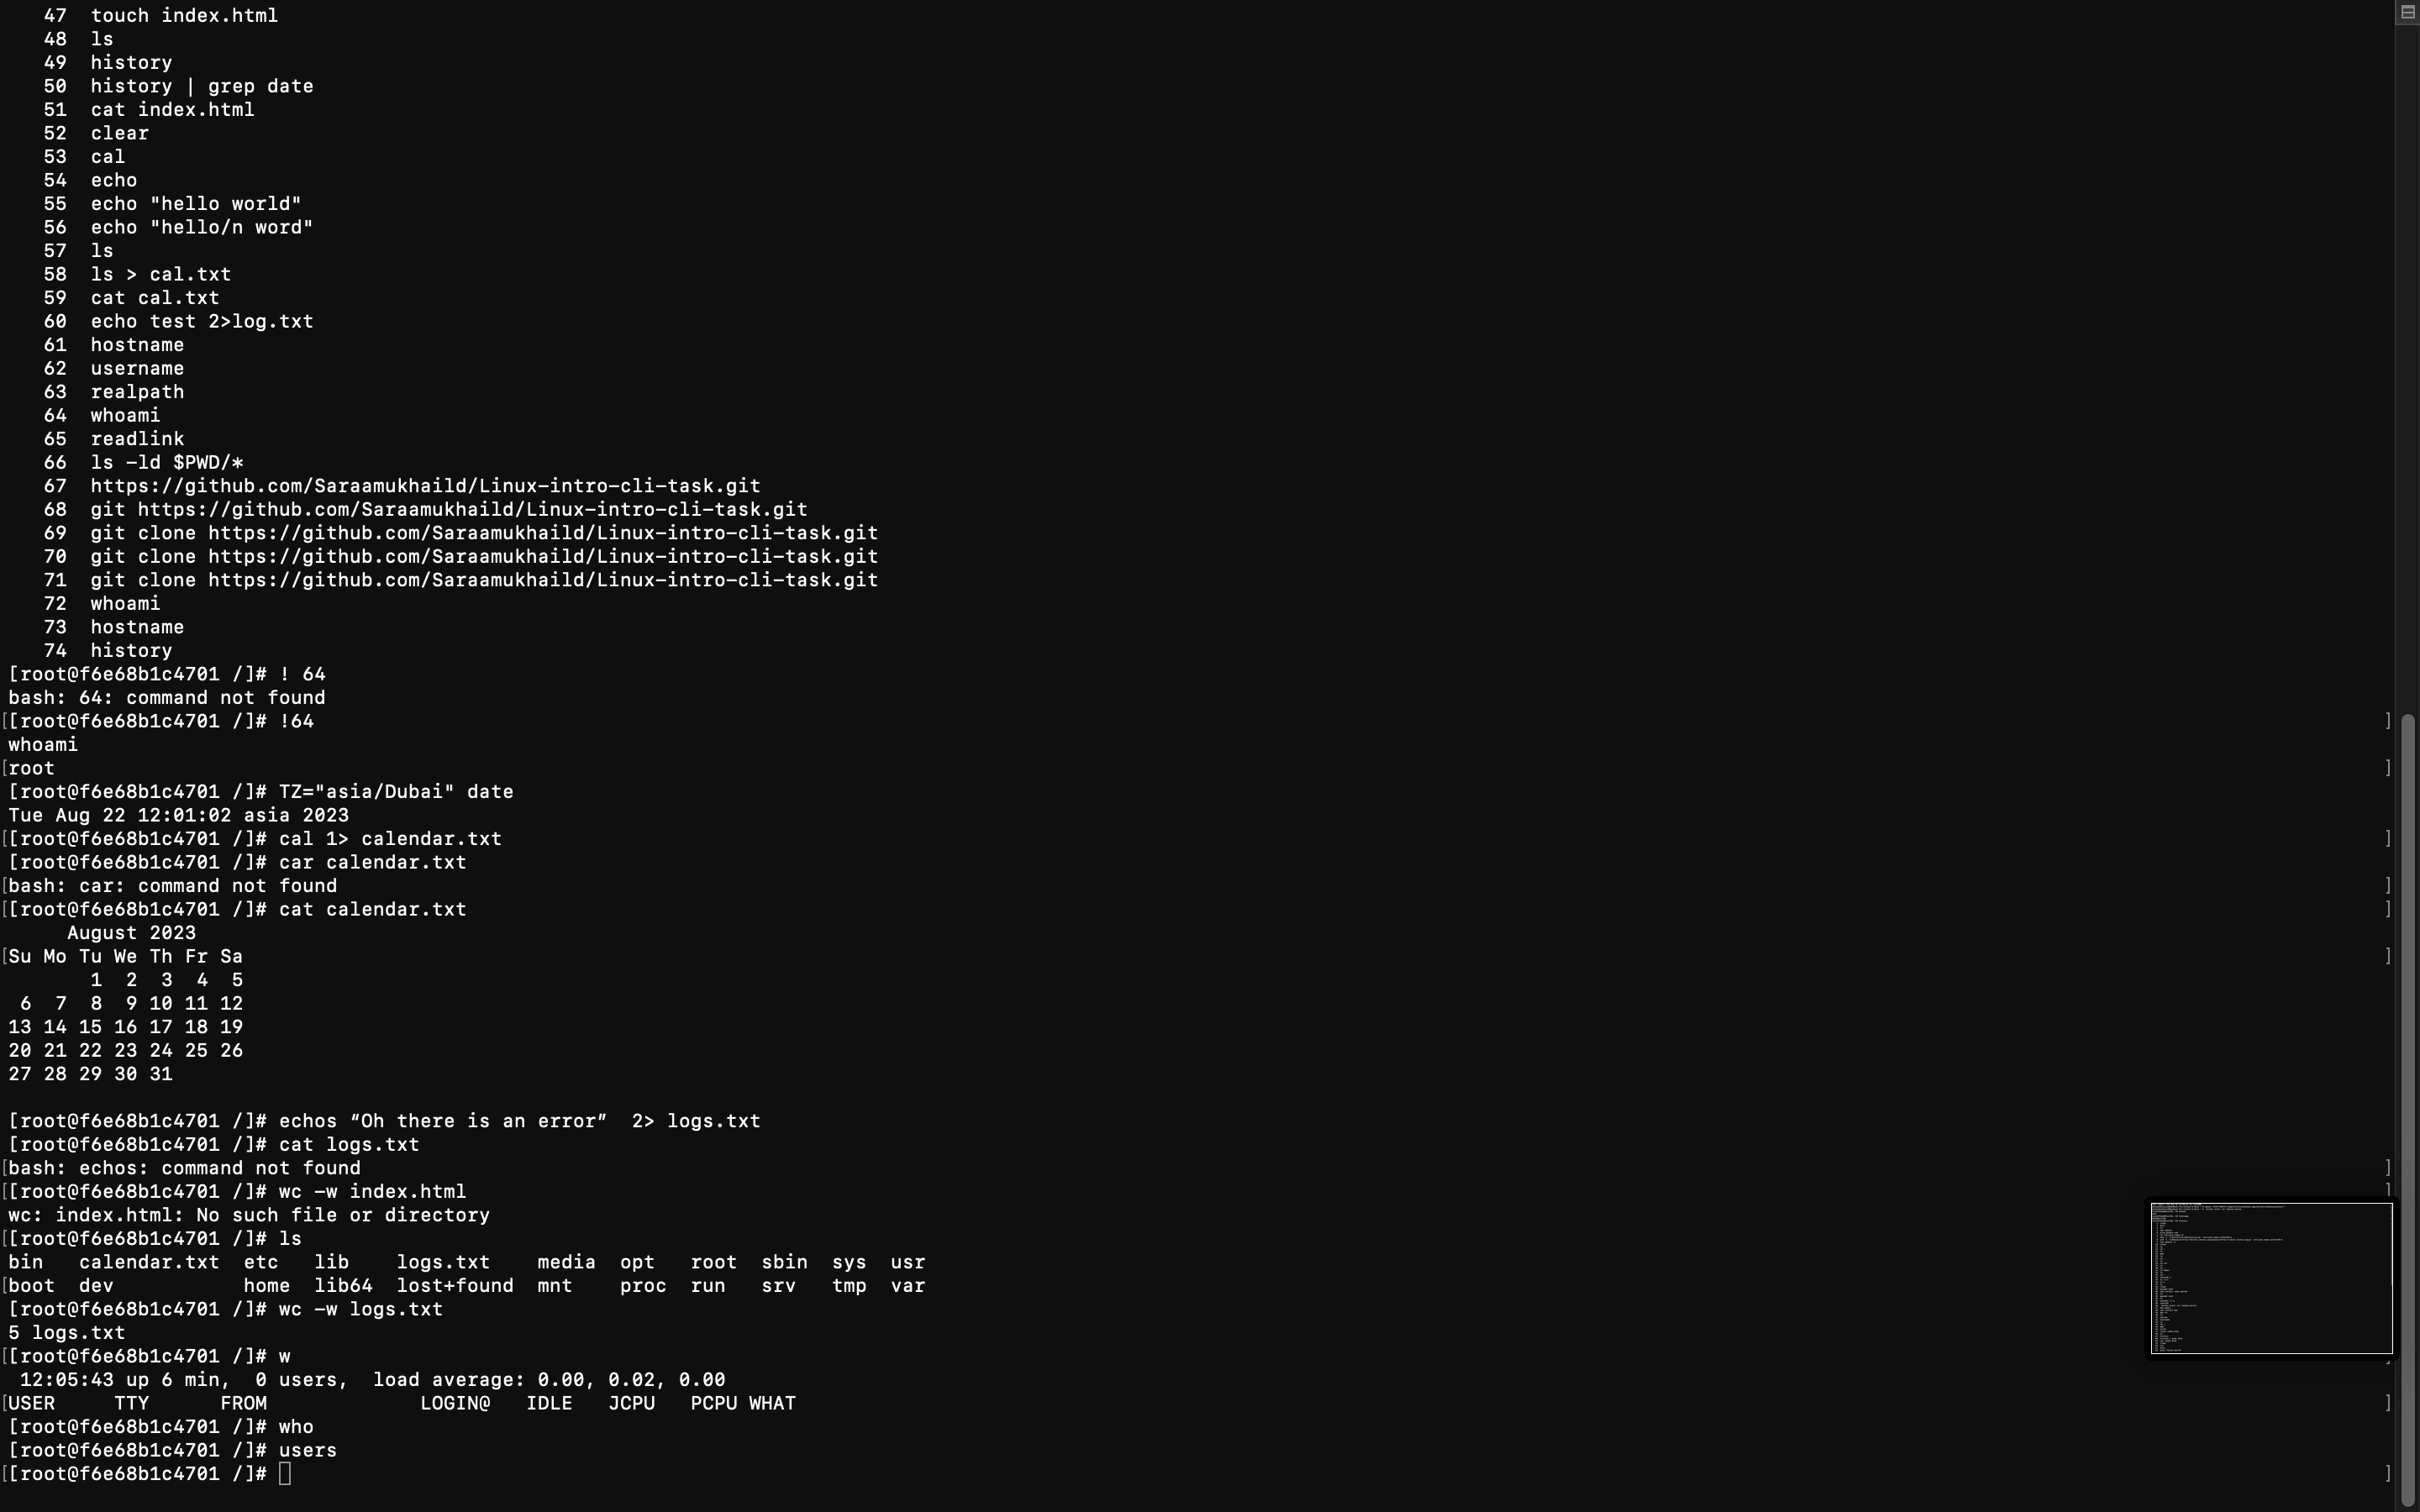 47  touch index.html
48  ls
49  history
50  history | grep date
51  cat index.html
52  clear
53  cal
54  echo
55  echo "hello world"
56  echo "hello/n word"
57  ls
58  ls > cal.txt
59  cat cal.txt
60  echo test 2>log.txt
61  hostname
62  username
63  realpath
64  whoami
65  readlink
66  ls -ld $PWD/*
67  https://github.com/Saraamukhaild/Linux-intro-cli-task.git
68  git https://github.com/Saraamukhaild/Linux-intro-cli-task.git
69  git clone https://github.com/Saraamukhaild/Linux-intro-cli-task.git
70  git clone https://github.com/Saraamukhaild/Linux-intro-cli-task.git
71  git clone https://github.com/Saraamukhaild/Linux-intro-cli-task.git
72  whoami
73  hostname
74  history
[root@f6e68b1c4701 /]# ! 64
bash: 64: command not found
[[root@f6e68b1c4701 /]# !64 ]
whoami
[root ]
[root@f6e68b1c4701 /]# TZ="asia/Dubai" date
Tue Aug 22 12:01:02 asia 2023
[[root@f6e68b1c4701 /]# cal 1> calendar.txt ]
[root@f6e68b1c4701 /]# car calendar.txt
[bash: car: command not found ]
[[root@f6e68b1c4701 /]# cat calendar.txt ]
     August 2023
[Su Mo Tu We Th Fr Sa ]
       1  2  3  4  5
 6  7  8  9 10 11 12
13 14 15 16 17 18 19
20 21 22 23 24 25 26
27 28 29 30 31
[root@f6e68b1c4701 /]# echos “Oh there is an error”  2> logs.txt
[root@f6e68b1c4701 /]# cat logs.txt
[bash: echos: command not found ]
[[root@f6e68b1c4701 /]# wc -w index.html ]
wc: index.html: No such file or directory
[[root@f6e68b1c4701 /]# ls
bin   calendar.txt  etc   lib    logs.txt    media  opt   root  sbin  sys  usr
[boot  dev           home  lib64  lost+found  mnt    proc  run   srv   tmp  var
[root@f6e68b1c4701 /]# wc -w logs.txt
5 logs.txt
[[root@f6e68b1c4701 /]# w ]
 12:05:43 up 6 min,  0 users,  load average: 0.00, 0.02, 0.00
[USER     TTY      FROM             LOGIN@   IDLE   JCPU   PCPU WHAT ]
[root@f6e68b1c4701 /]# who
[root@f6e68b1c4701 /]# users
[[root@f6e68b1c4701 /]# ]